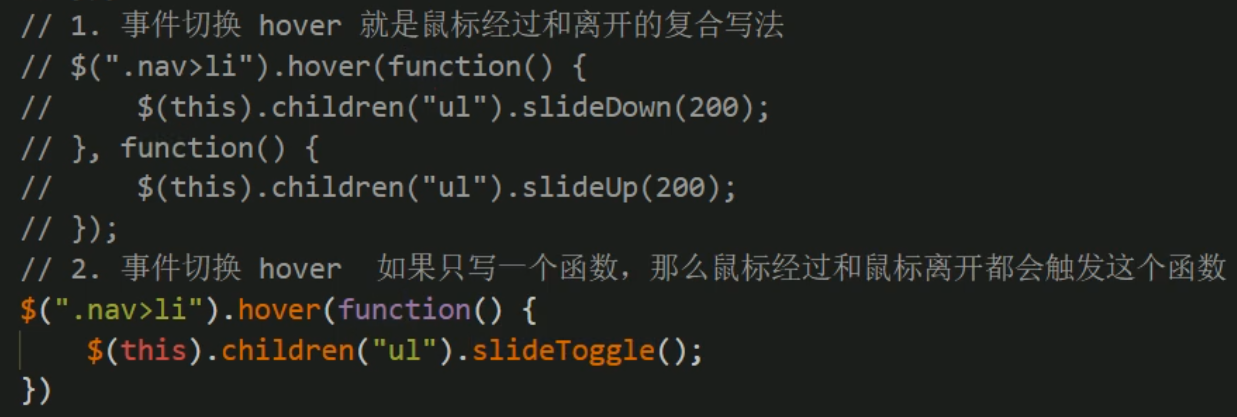 // 1. 事件切换 hover 就是鼠标经过和离开的复合写法
// $(".nav>li").hover(function() {
//     $(this).children("ul").slideDown(200);
// }, function() {
//     $(this).children("ul").slideUp(200);
// });
// 2. 事件切换 hover  如果只写一个函数，那么鼠标经过和鼠标离开都会触发这个函数
$(".nav>li").hover(function() {
    $(this).children("ul").slideToggle();
})